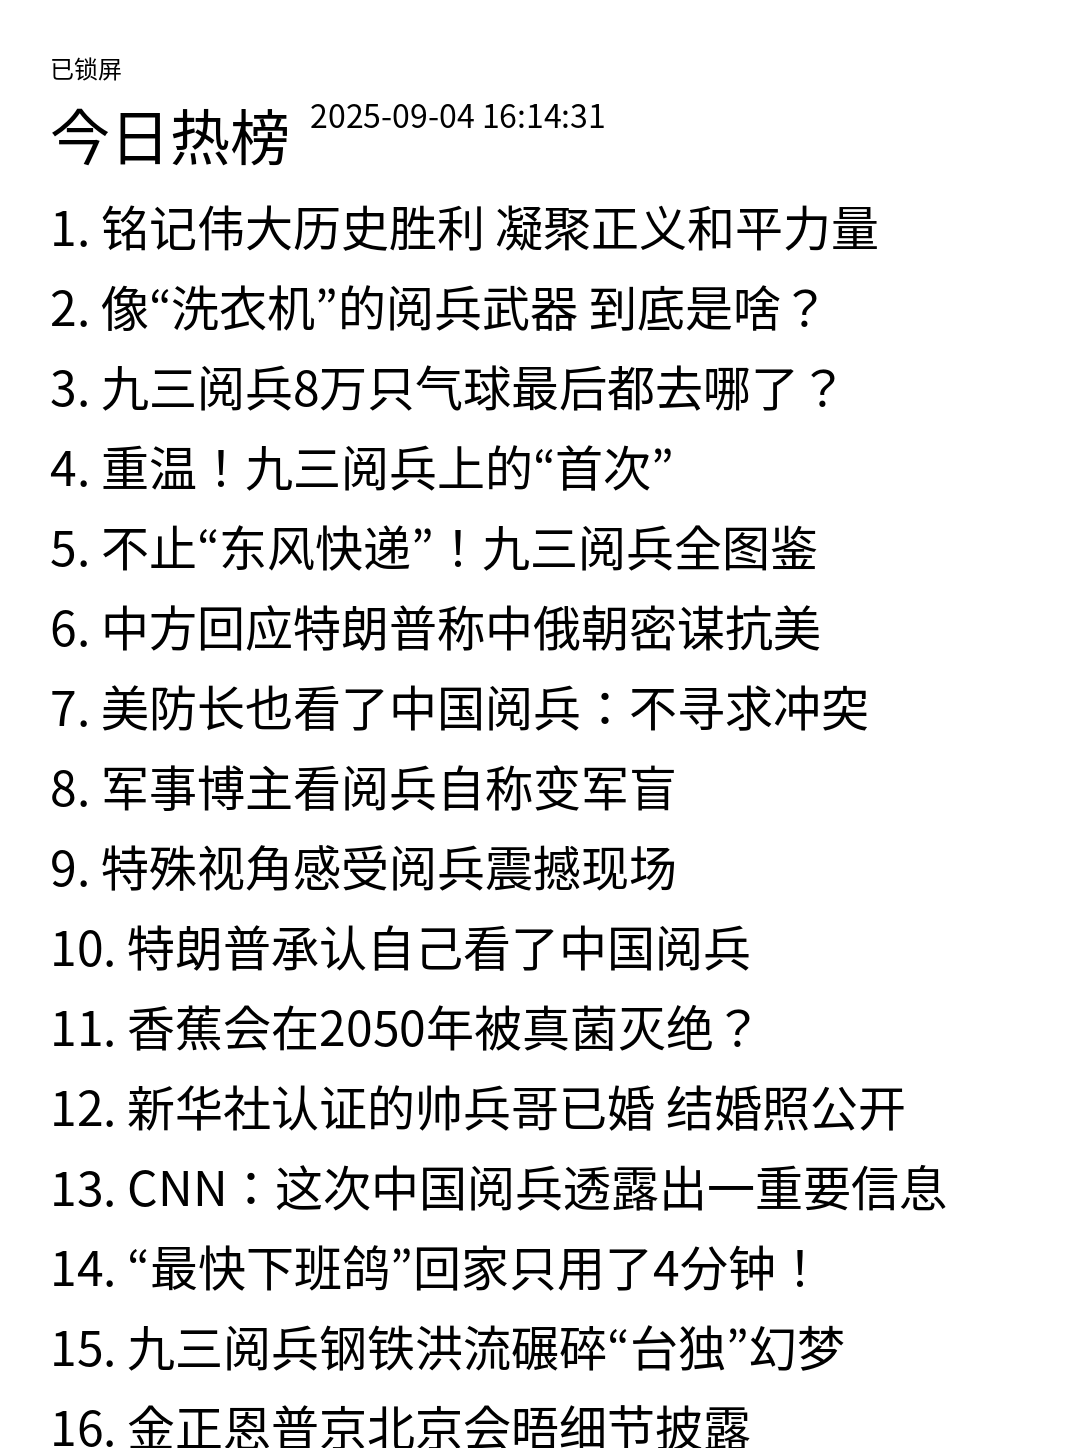 已锁屏
今日热榜 2025-09-04 16:14:31
1. 铭记伟大历史胜利 凝聚正义和平力量
2. 像“洗衣机”的阅兵武器 到底是啥？
3. 九三阅兵8万只气球最后都去哪了？
4. 重温！九三阅兵上的“首次”
5. 不止“东风快递”！九三阅兵全图鉴
6. 中方回应特朗普称中俄朝密谋抗美
7. 美防长也看了中国阅兵：不寻求冲突
8. 军事博主看阅兵自称变军盲
9. 特殊视角感受阅兵震撼现场
10. 特朗普承认自己看了中国阅兵
11. 香蕉会在2050年被真菌灭绝？
12. 新华社认证的帅兵哥已婚 结婚照公开
13. CNN：这次中国阅兵透露出一重要信息
14. “最快下班鸽”回家只用了4分钟！
15. 九三阅兵钢铁洪流碾碎“台独”幻梦
16. 金正恩普京北京会晤细节披露